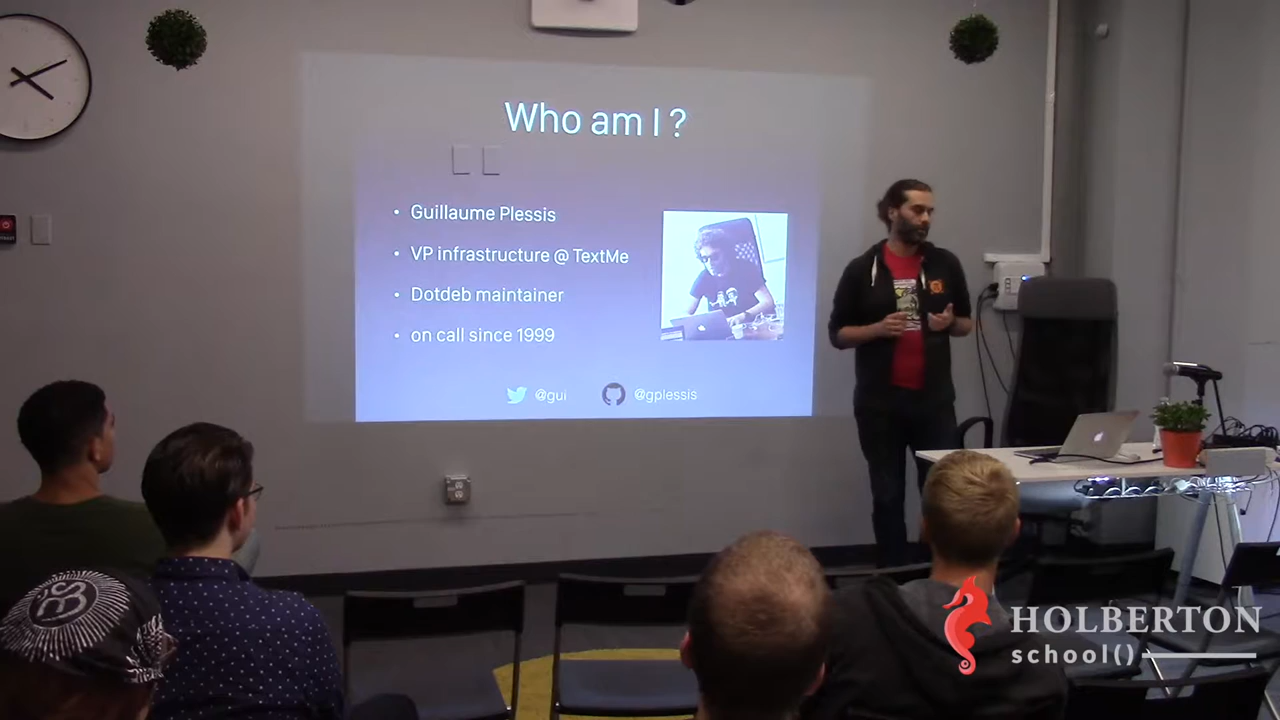 Who am I ?
• Guillaume Plessis
• VP infrastructure @ TextMe
• Dotdeb maintainer
• on call since 1999
@gui @gplessis
HOLBERTON
school()